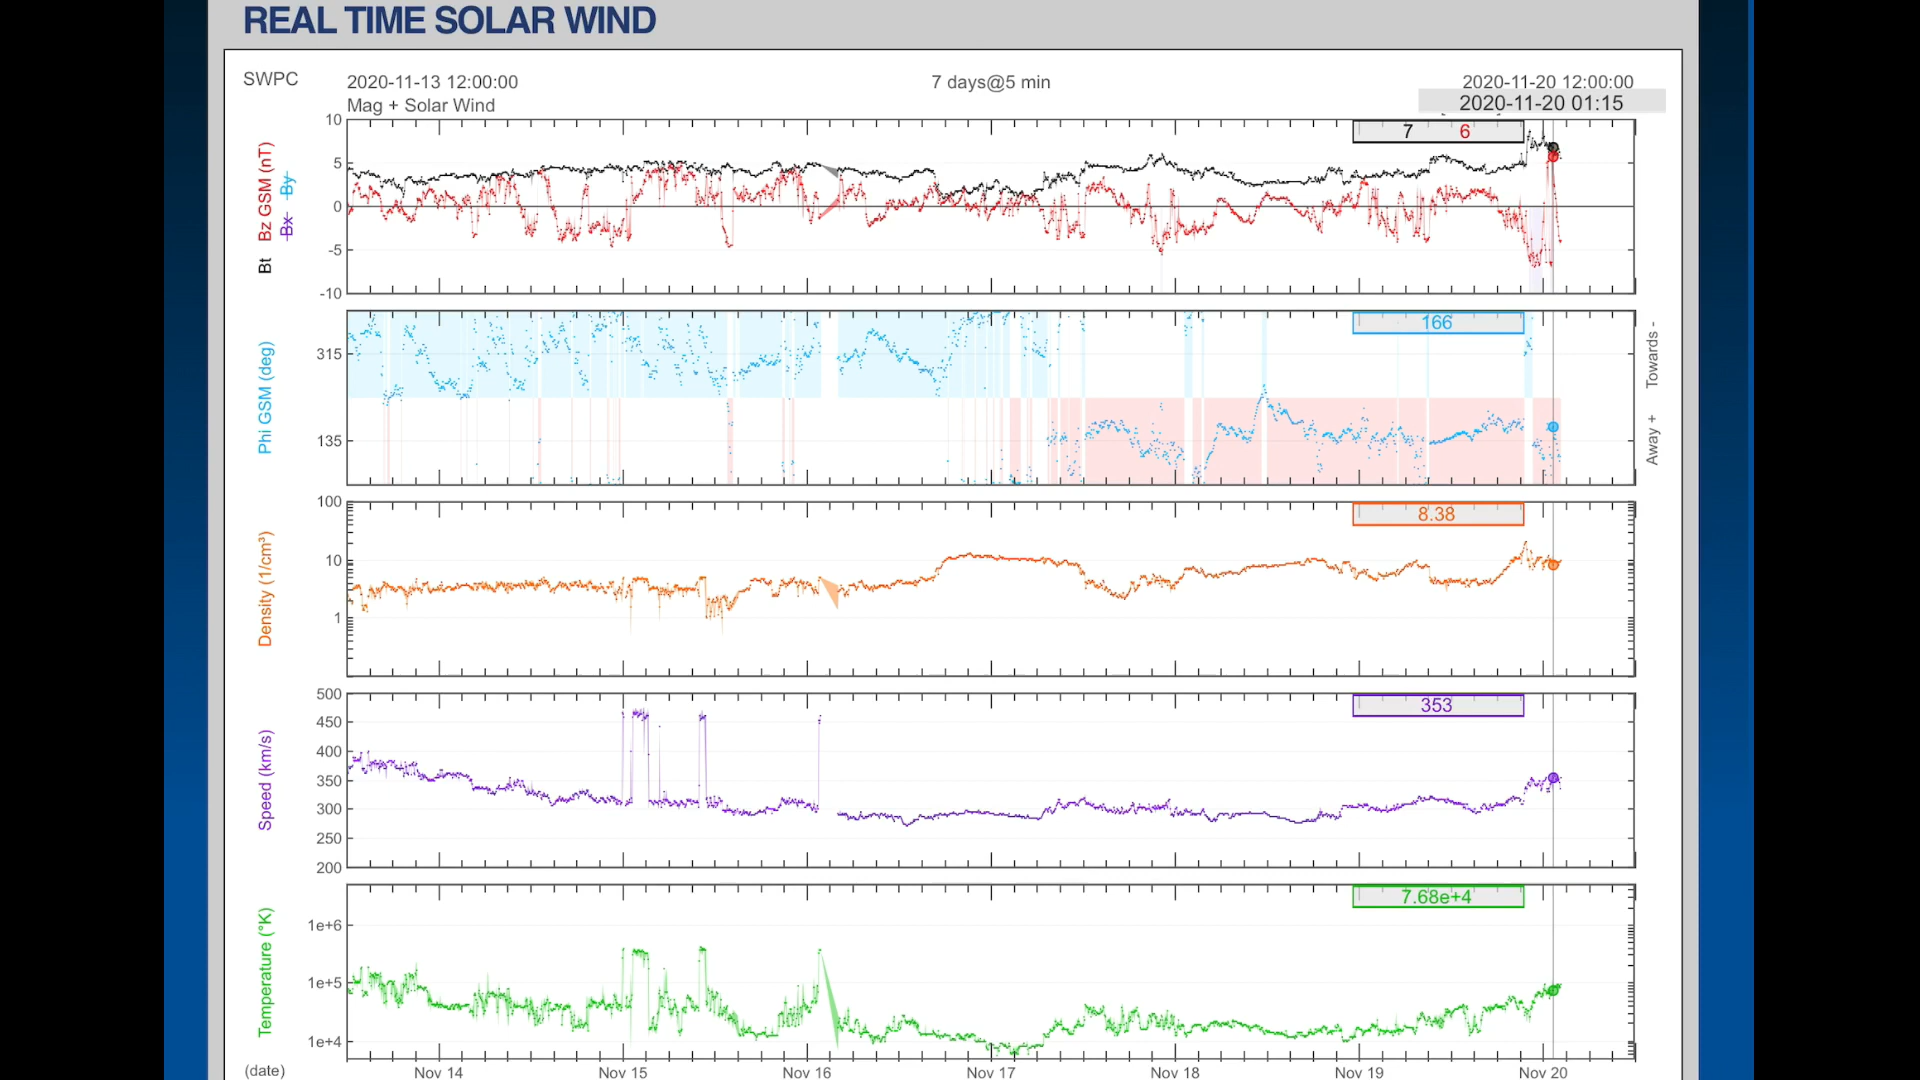 REAL TIME SOLAR WIND
SWPC
2020-11-13 12:00:00
7 days@5 min
2020-11-20 12:00:00
Mag + Solar Wind
2020-11-20 01:15
Bt Bz GSM (nT)
Bx By
10
5
0
-5
-10
7 6
Phi GSM (deg)
315
135
166
Towards -
Away +
Density (1/cm³)
100
10
1
8.38
Speed (km/s)
500
450
400
350
300
250
200
353
Temperature (°K)
1e+6
1e+5
1e+4
7.68e+4
(date)
Nov 14
Nov 15
Nov 16
Nov 17
Nov 18
Nov 19
Nov 20